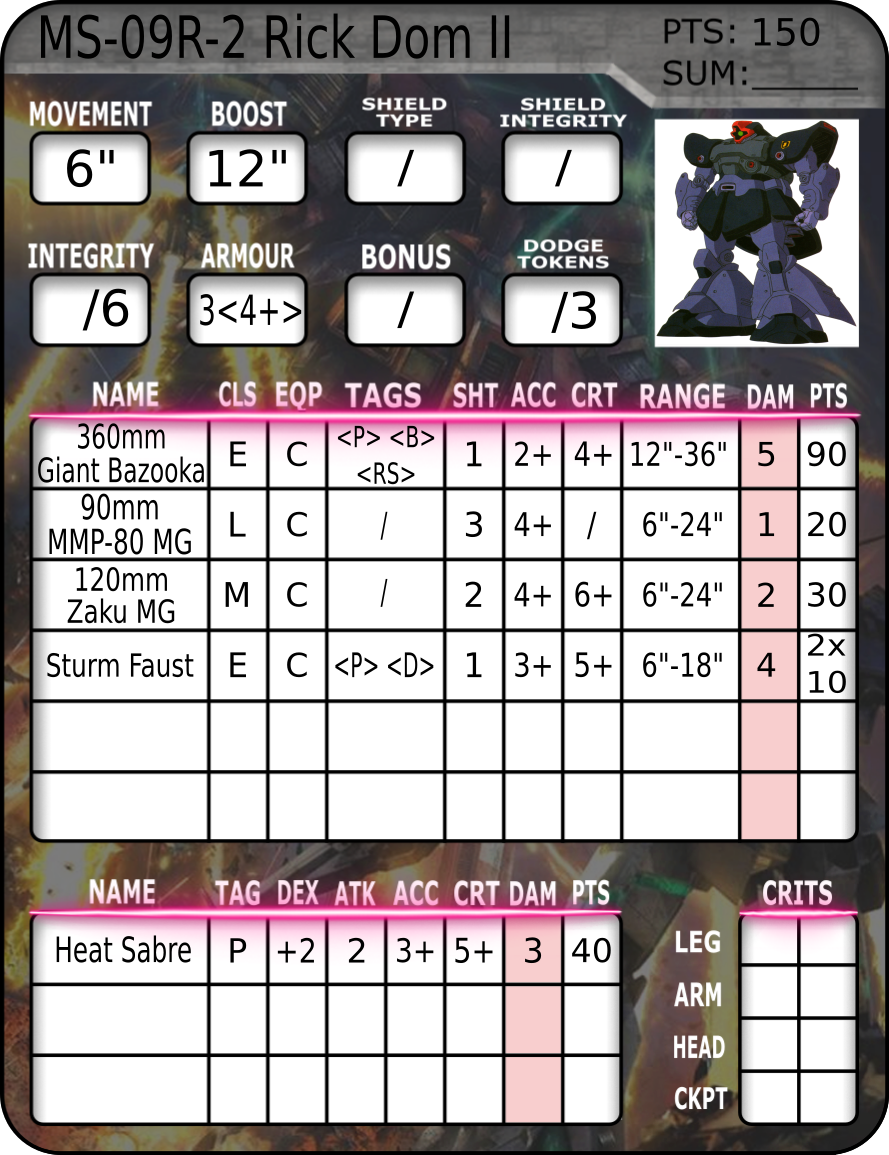 MS-09R-2 Rick Dom II
PTS: 150
SUM:______
MOVEMENT BOOST SHIELD TYPE SHIELD INTEGRITY
6" 12" / /
INTEGRITY ARMOUR BONUS DODGE TOKENS
/6 3<4+> / /3
NAME CLS EQP TAGS SHT ACC CRT RANGE DAM PTS
360mm Giant Bazooka E C <P> <B> <RS> 1 2+ 4+ 12"-36" 5 90
90mm MMP-80 MG L C / 3 4+ / 6"-24" 1 20
120mm Zaku MG M C / 2 4+ 6+ 6"-24" 2 30
Sturm Faust E C <P> <D> 1 3+ 5+ 6"-18" 4 2x 10
NAME TAG DEX ATK ACC CRT DAM PTS
Heat Sabre P +2 2 3+ 5+ 3 40
CRITS
LEG
ARM
HEAD
CKPT